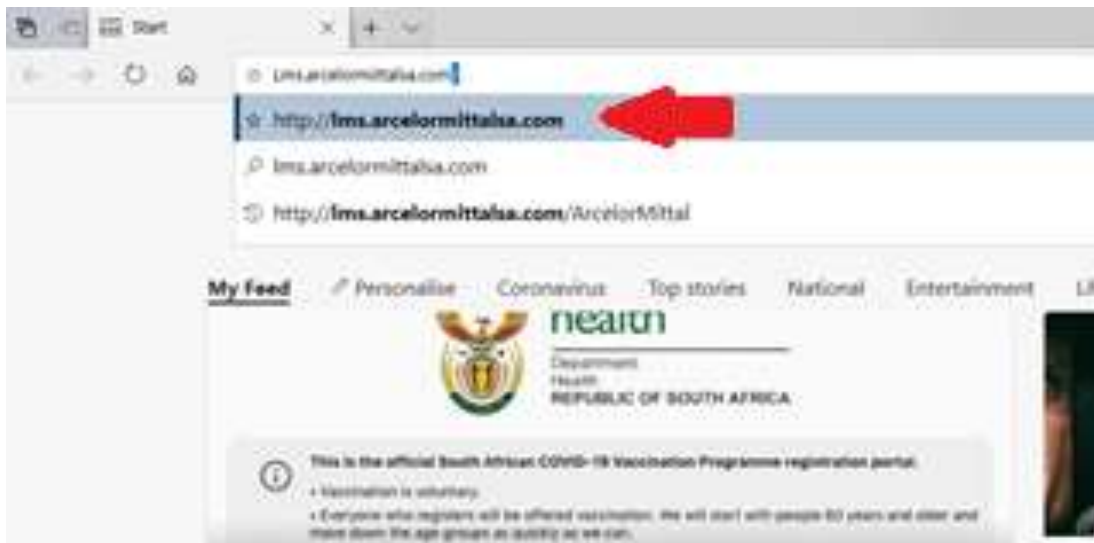 Start
Lms.arcelormittalsa.com
http://lms.arcelormittalsa.com
lms.arcelormittalsa.com
http://lms.arcelormittalsa.com/ArcelorMittal
My Feed Personalise Coronavirus Top stories National Entertainment
health
Department:
Health
REPUBLIC OF SOUTH AFRICA
This is the official South African COVID-19 Vaccination Programme registration portal.
• Vaccination is voluntary.
• Everyone who registers will be offered vaccination. We will start with people 60 years and older and
move down the age groups as quickly as we can.